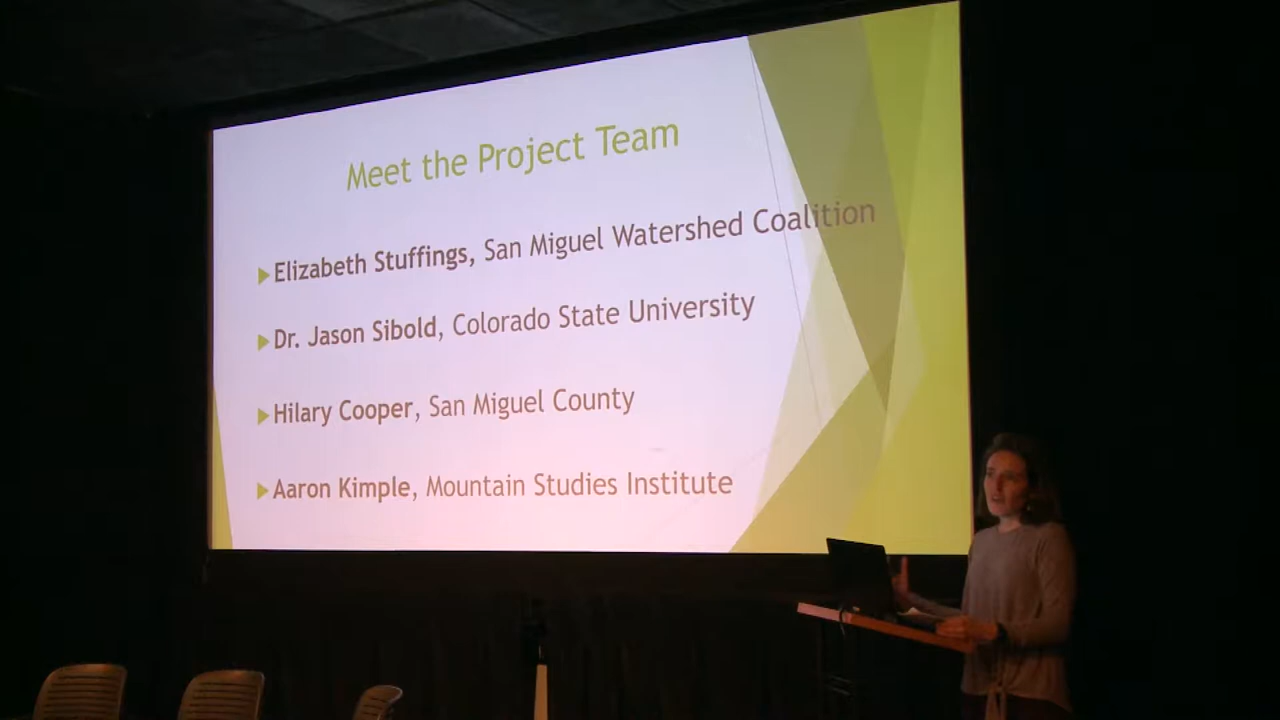 Meet the Project Team
Elizabeth Stuffings, San Miguel Watershed Coalition
Dr. Jason Sibold, Colorado State University
Hilary Cooper, San Miguel County
Aaron Kimple, Mountain Studies Institute